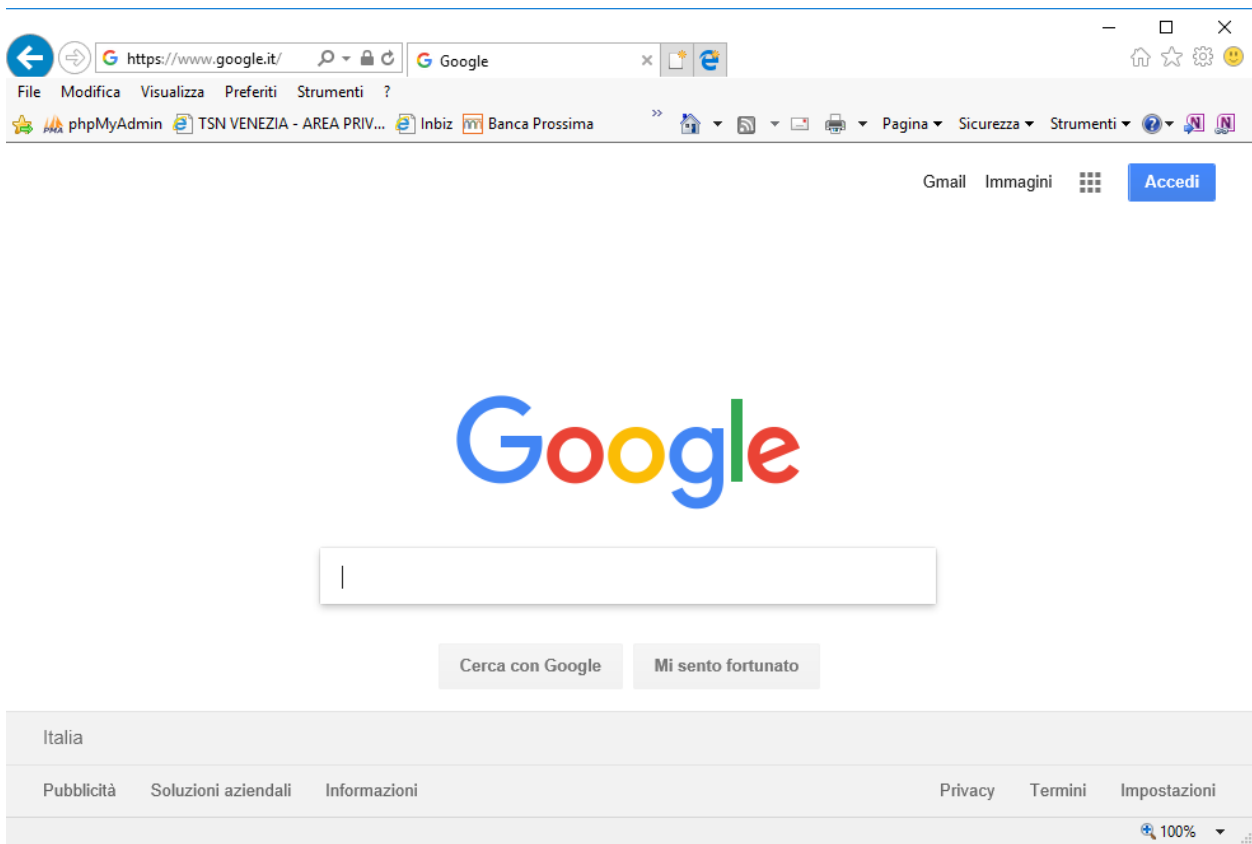 https://www.google.it/ Google
File Modifica Visualizza Preferiti Strumenti ?
phpMyAdmin TSN VENEZIA - AREA PRIV... Inbiz Banca Prossima » Pagina Sicurezza Strumenti
Gmail Immagini Accedi
Google
Cerca con Google Mi sento fortunato
Italia
Pubblicità Soluzioni aziendali Informazioni Privacy Termini Impostazioni
100%